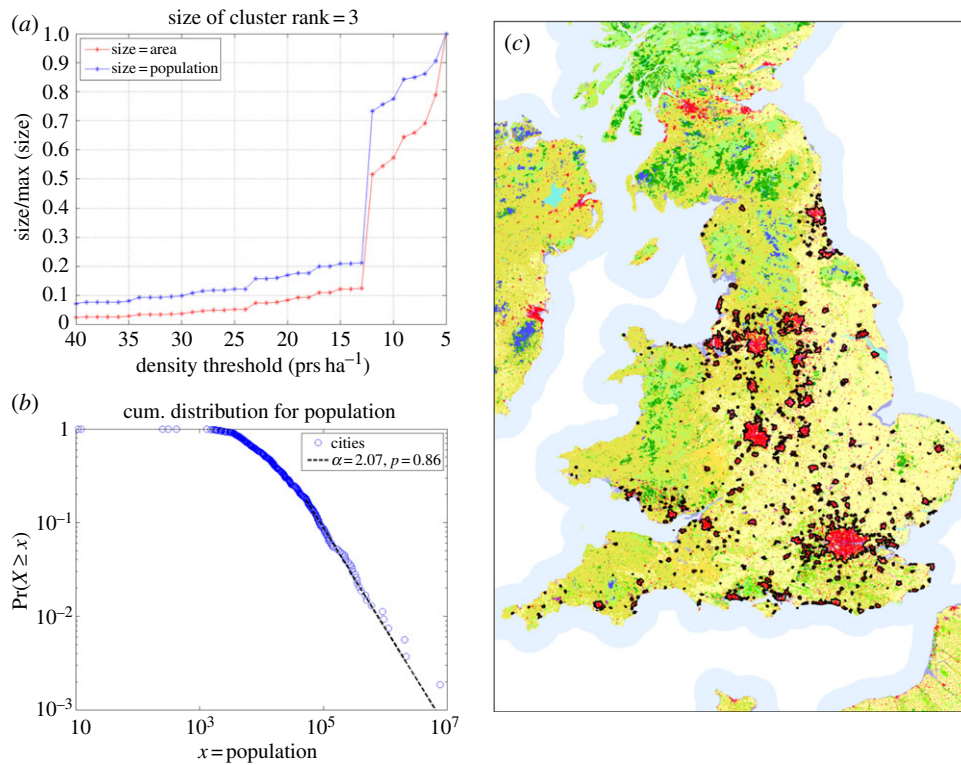 (a)
size of cluster rank = 3
1.0
0.9
0.8
0.7
0.6
0.5
0.4
0.3
0.2
0.1
0
size/max (size)
size = area
size = population
40 35 30 25 20 15 10 5
density threshold (prs ha⁻¹)
(b)
cum. distribution for population
1
10⁻¹
10⁻²
10⁻³
Pr(X ≥ x)
cities
α = 2.07, p = 0.86
10 10³ 10⁵ 10⁷
x = population
(c)